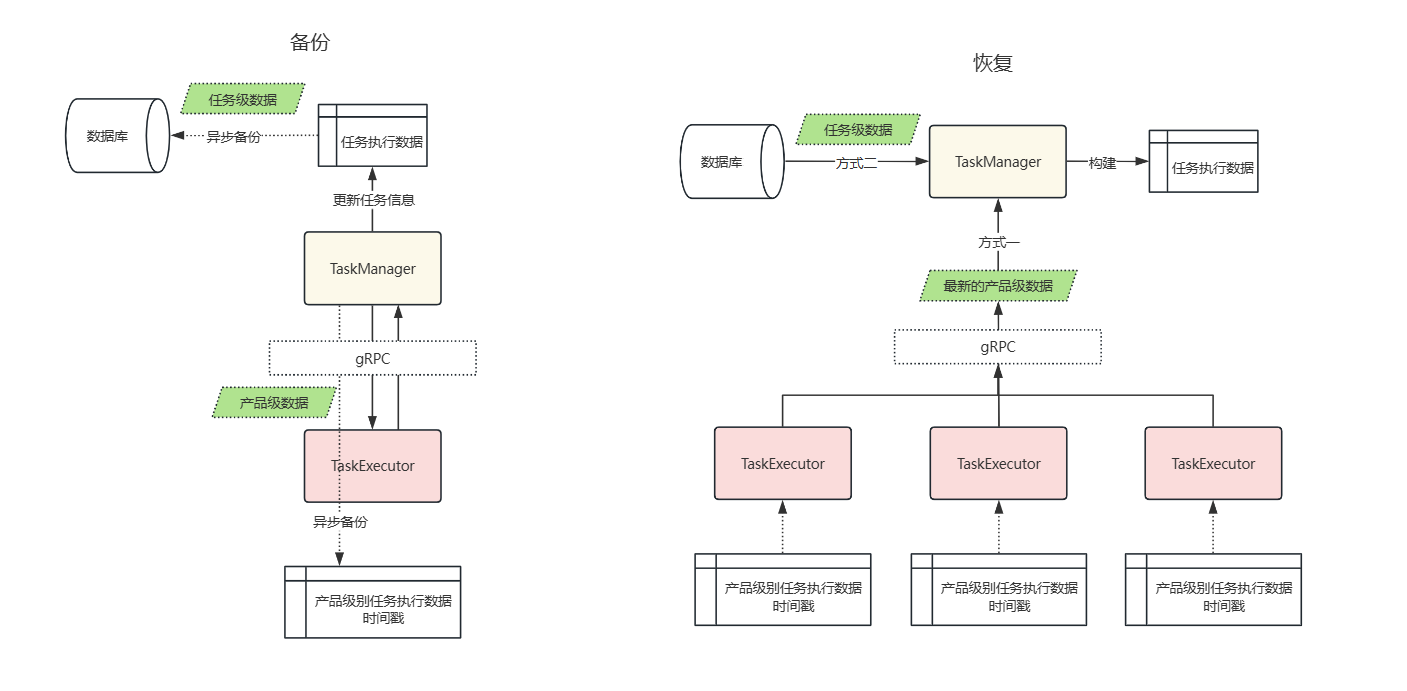 备份
任务级数据
数据库
异步备份
任务执行数据
更新任务信息
TaskManager
gRPC
产品级数据
TaskExecutor
异步备份
产品级别任务执行数据
时间戳
恢复
任务级数据
数据库
方式二
TaskManager
构建
任务执行数据
方式一
最新的产品级数据
gRPC
TaskExecutor
TaskExecutor
TaskExecutor
产品级别任务执行数据
时间戳
产品级别任务执行数据
时间戳
产品级别任务执行数据
时间戳